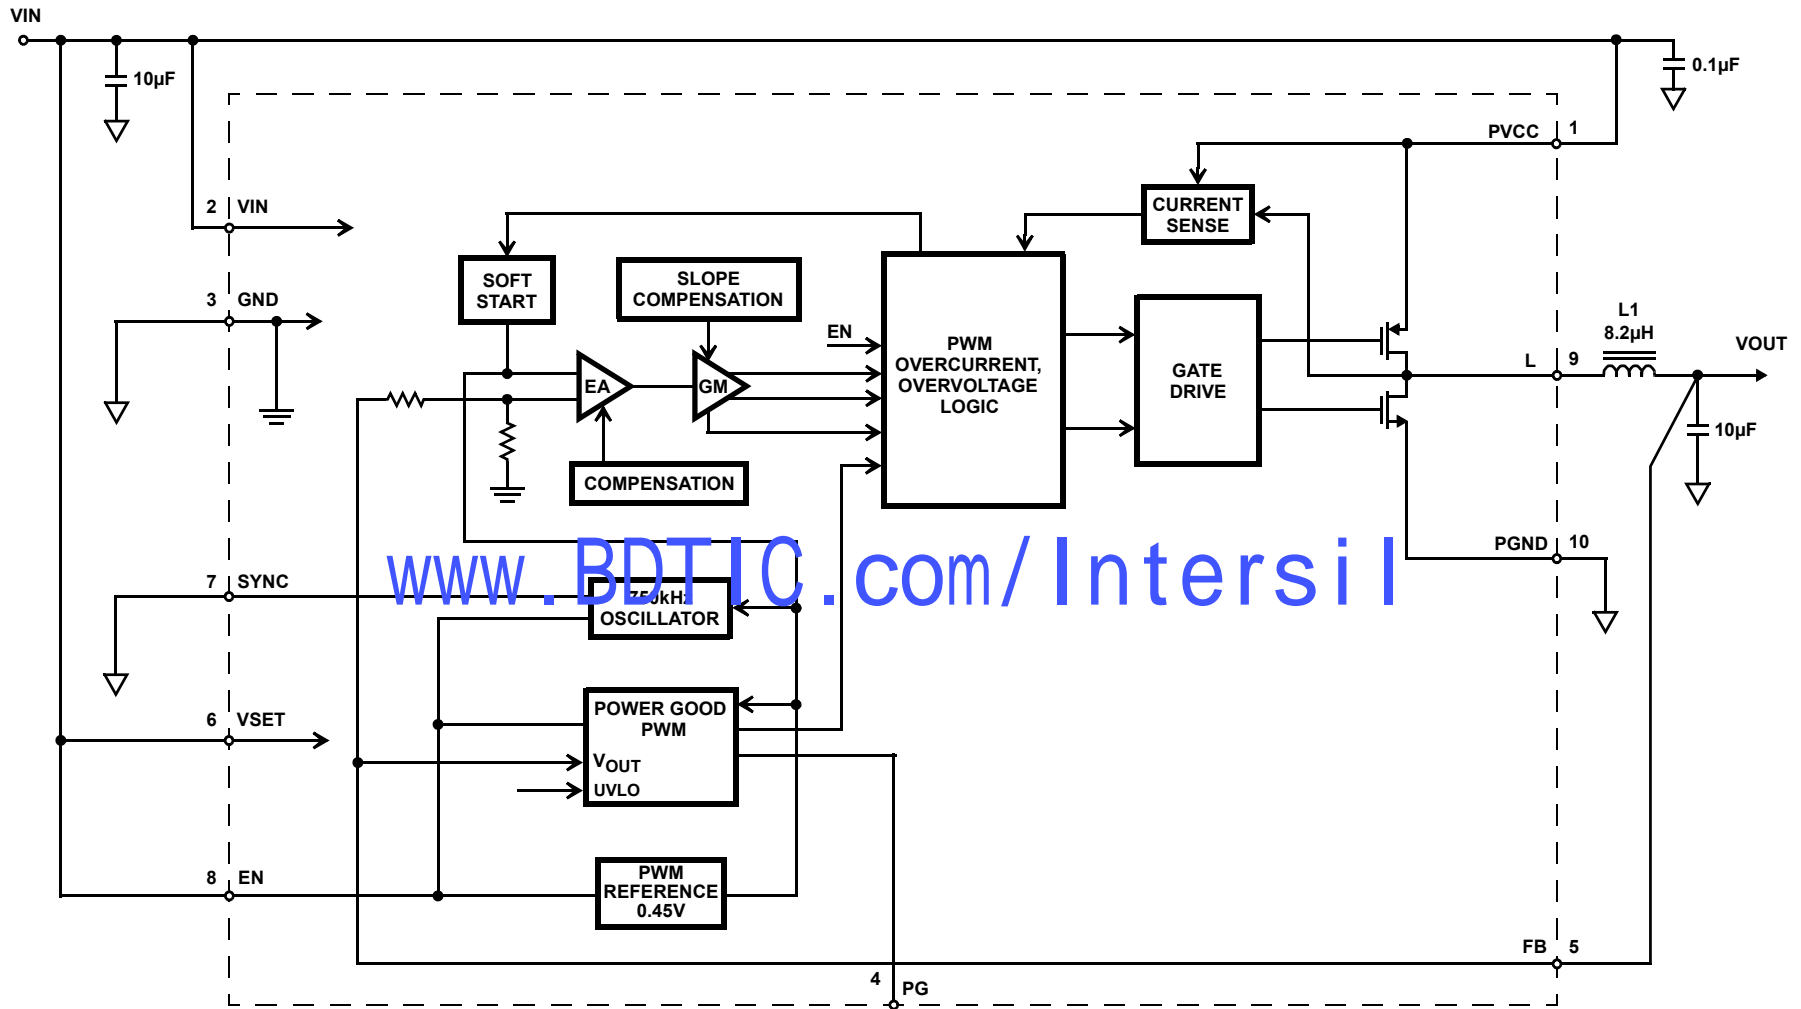 VIN
10µF
0.1µF
PVCC 1
2 VIN
CURRENT
SENSE
3 GND
SOFT
START
SLOPE
COMPENSATION
EN
PWM
OVERCURRENT,
OVERVOLTAGE
LOGIC
GATE
DRIVE
L 9
L1
8.2µH
VOUT
EA
GM
10µF
COMPENSATION
PGND 10
www.BDTIC.com/Intersil
7 SYNC
750kHz
OSCILLATOR
6 VSET
POWER GOOD
PWM
VOUT
UVLO
8 EN
PWM
REFERENCE
0.45V
FB 5
4 PG